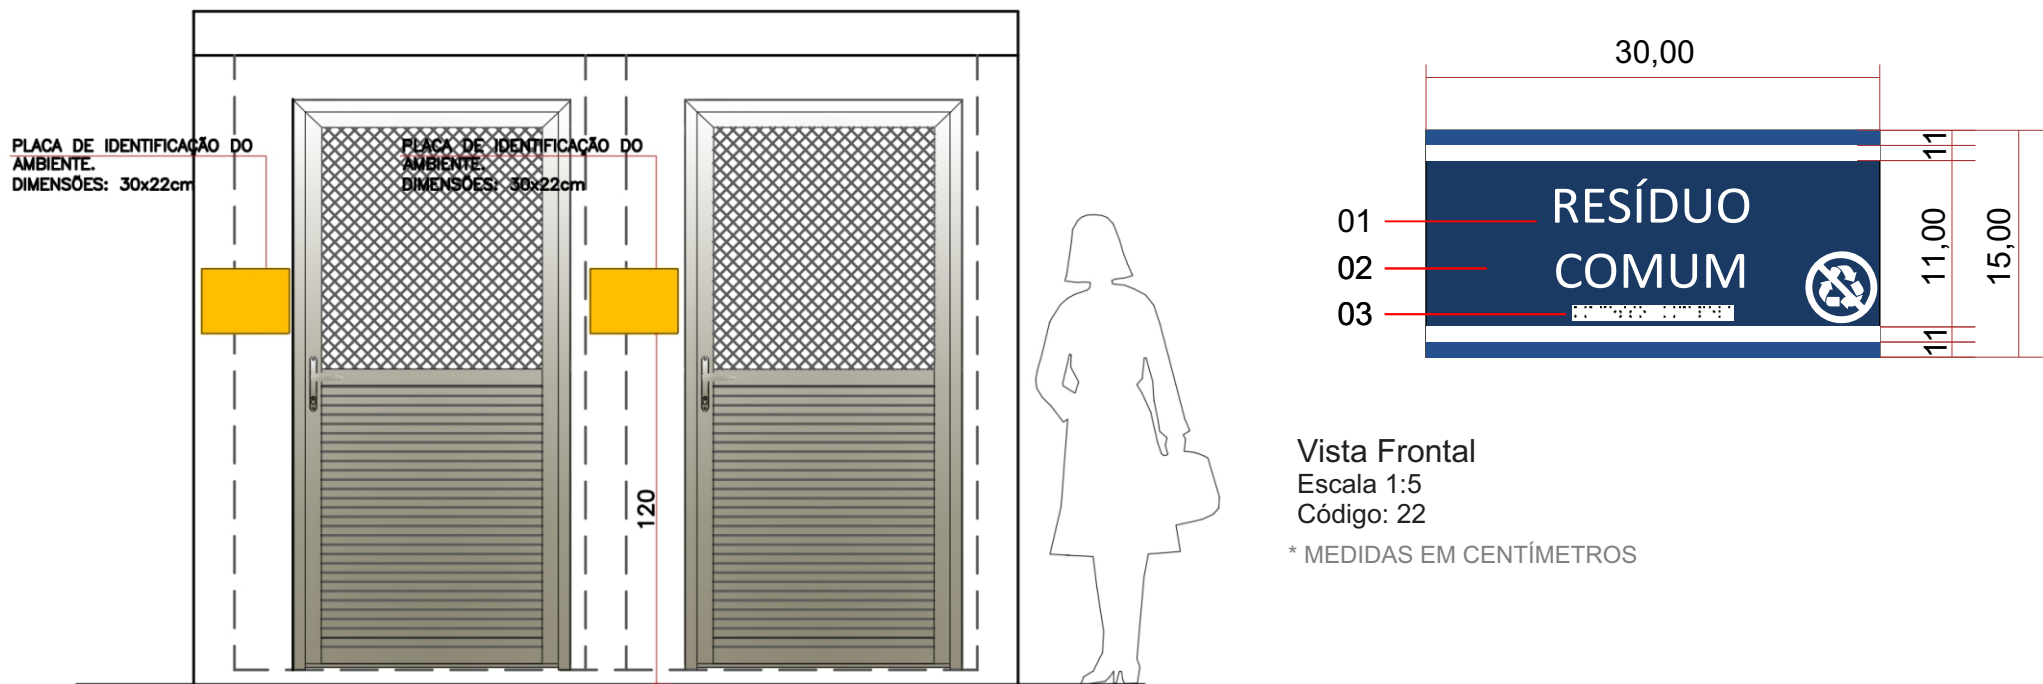 PLACA DE IDENTIFICAÇÃO DO
AMBIENTE.
DIMENSÕES: 30x22cm
PLACA DE IDENTIFICAÇÃO DO
AMBIENTE.
DIMENSÕES: 30x22cm
120
30,00
01
02
03
RESÍDUO
COMUM
1
1
11,00
15,00
1
1
Vista Frontal
Escala 1:5
Código: 22
* MEDIDAS EM CENTÍMETROS